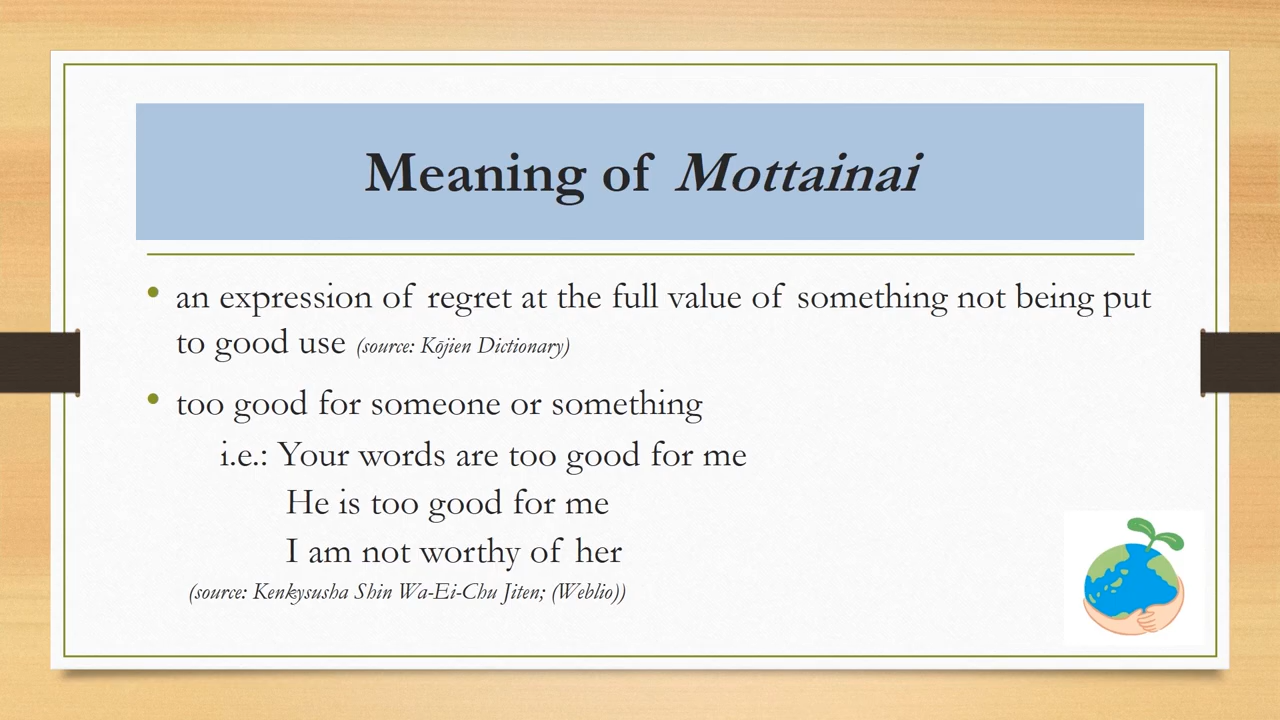 Meaning of Mottainai
• an expression of regret at the full value of something not being put
to good use (source: Kōjien Dictionary)
• too good for someone or something
i.e.: Your words are too good for me
He is too good for me
I am not worthy of her
(source: Kenkysusha Shin Wa-Ei-Chu Jiten; (Weblio))